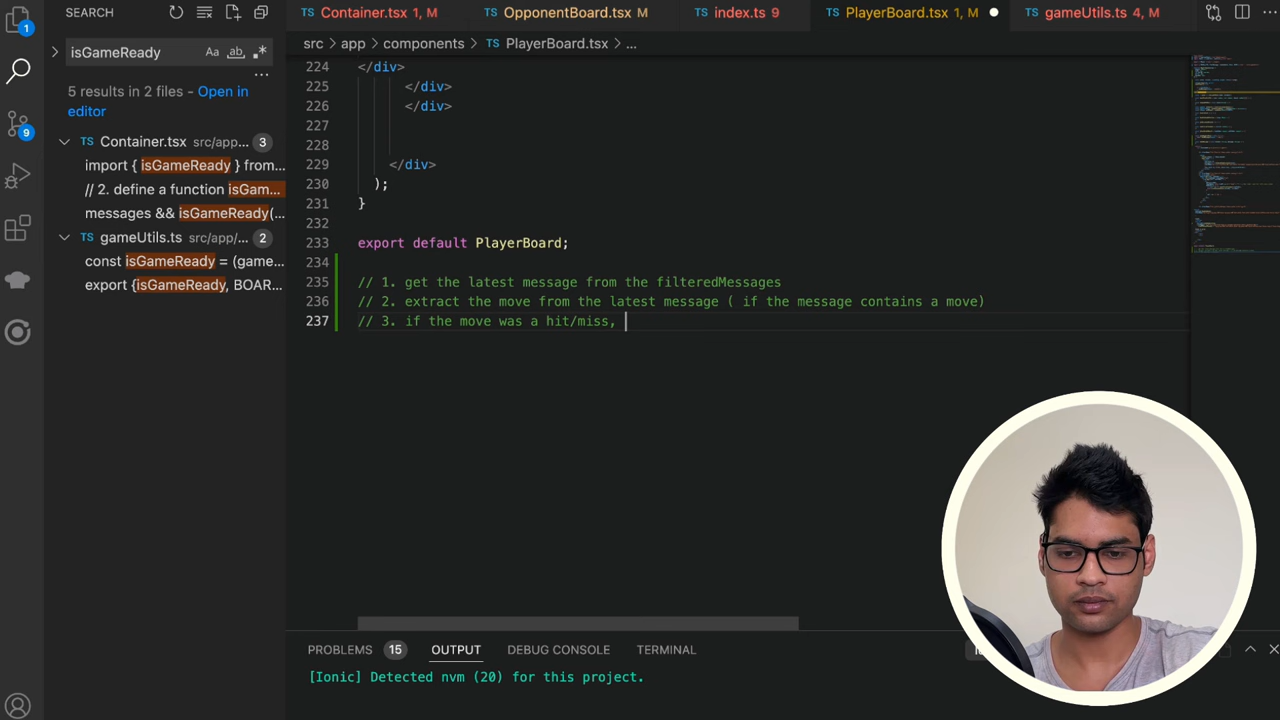 SEARCH
isGameReady
Aa
ab
5 results in 2 files - Open in
editor
Container.tsx src/app... 3
import { isGameReady } from...
// 2. define a function isGam...
messages && isGameReady(...
gameUtils.ts src/app/... 2
const isGameReady = (game...
export {isGameReady, BOAR...
1
9
TS Container.tsx 1, M
TS OpponentBoard.tsx M
TS index.ts 9
TS PlayerBoard.tsx 1, M
TS gameUtils.ts 4, M
src > app > components > TS PlayerBoard.tsx > ...
224 </div>
225 </div>
226 </div>
227
228
229 </div>
230 );
231 }
232
233 export default PlayerBoard;
234
235 // 1. get the latest message from the filteredMessages
236 // 2. extract the move from the latest message ( if the message contains a move)
237 // 3. if the move was a hit/miss,
PROBLEMS 15 OUTPUT DEBUG CONSOLE TERMINAL
[Ionic] Detected nvm (20) for this project.